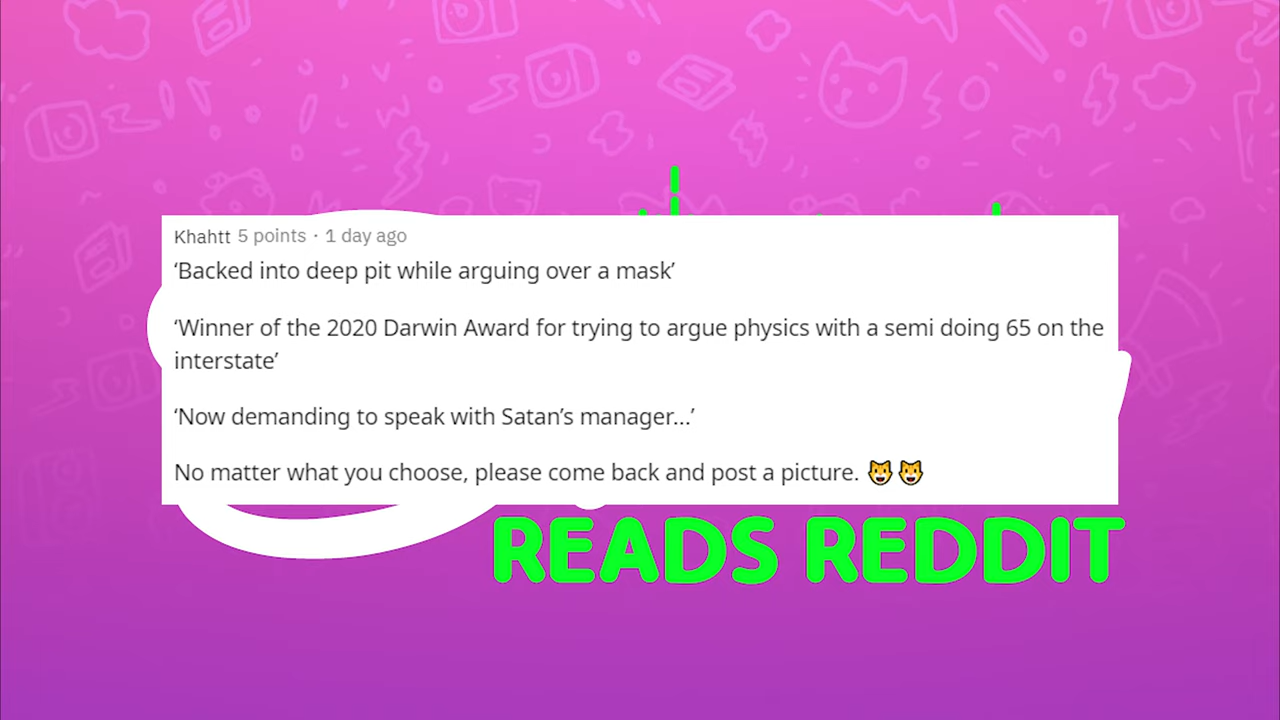 Khahtt 5 points · 1 day ago
‘Backed into deep pit while arguing over a mask’
‘Winner of the 2020 Darwin Award for trying to argue physics with a semi doing 65 on the
interstate’
‘Now demanding to speak with Satan’s manager...’
No matter what you choose, please come back and post a picture. 😺😺
READS REDDIT